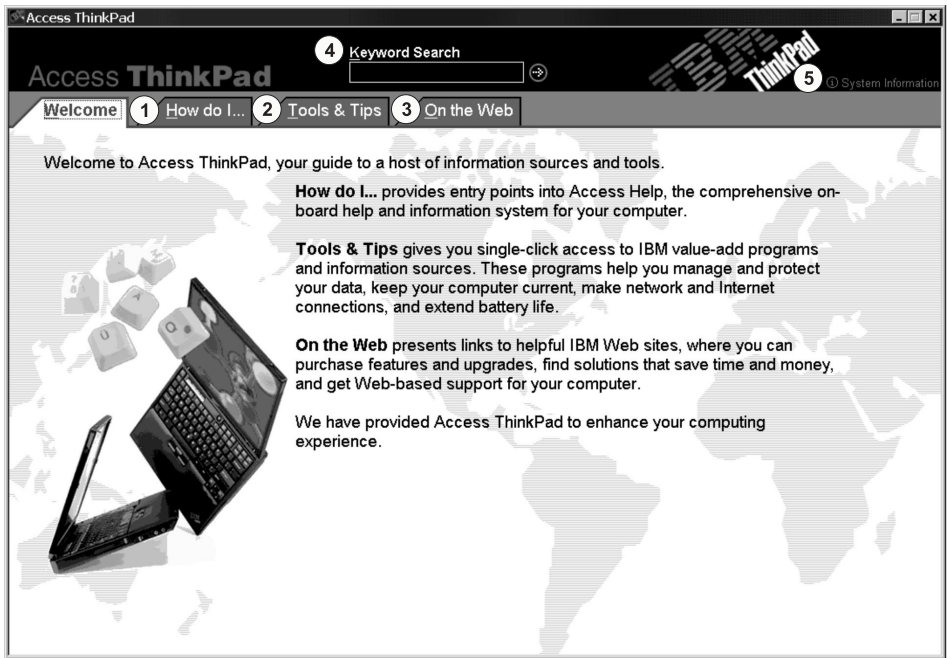 Access ThinkPad
4 Keyword Search
IBM ThinkPad
Access ThinkPad
5 System Information
Welcome 1 How do I... 2 Tools & Tips 3 On the Web
Welcome to Access ThinkPad, your guide to a host of information sources and tools.
How do I... provides entry points into Access Help, the comprehensive on-
board help and information system for your computer.
Tools & Tips gives you single-click access to IBM value-add programs
and information sources. These programs help you manage and protect
your data, keep your computer current, make network and Internet
connections, and extend battery life.
On the Web presents links to helpful IBM Web sites, where you can
purchase features and upgrades, find solutions that save time and money,
and get Web-based support for your computer.
We have provided Access ThinkPad to enhance your computing
experience.
A
U
Q